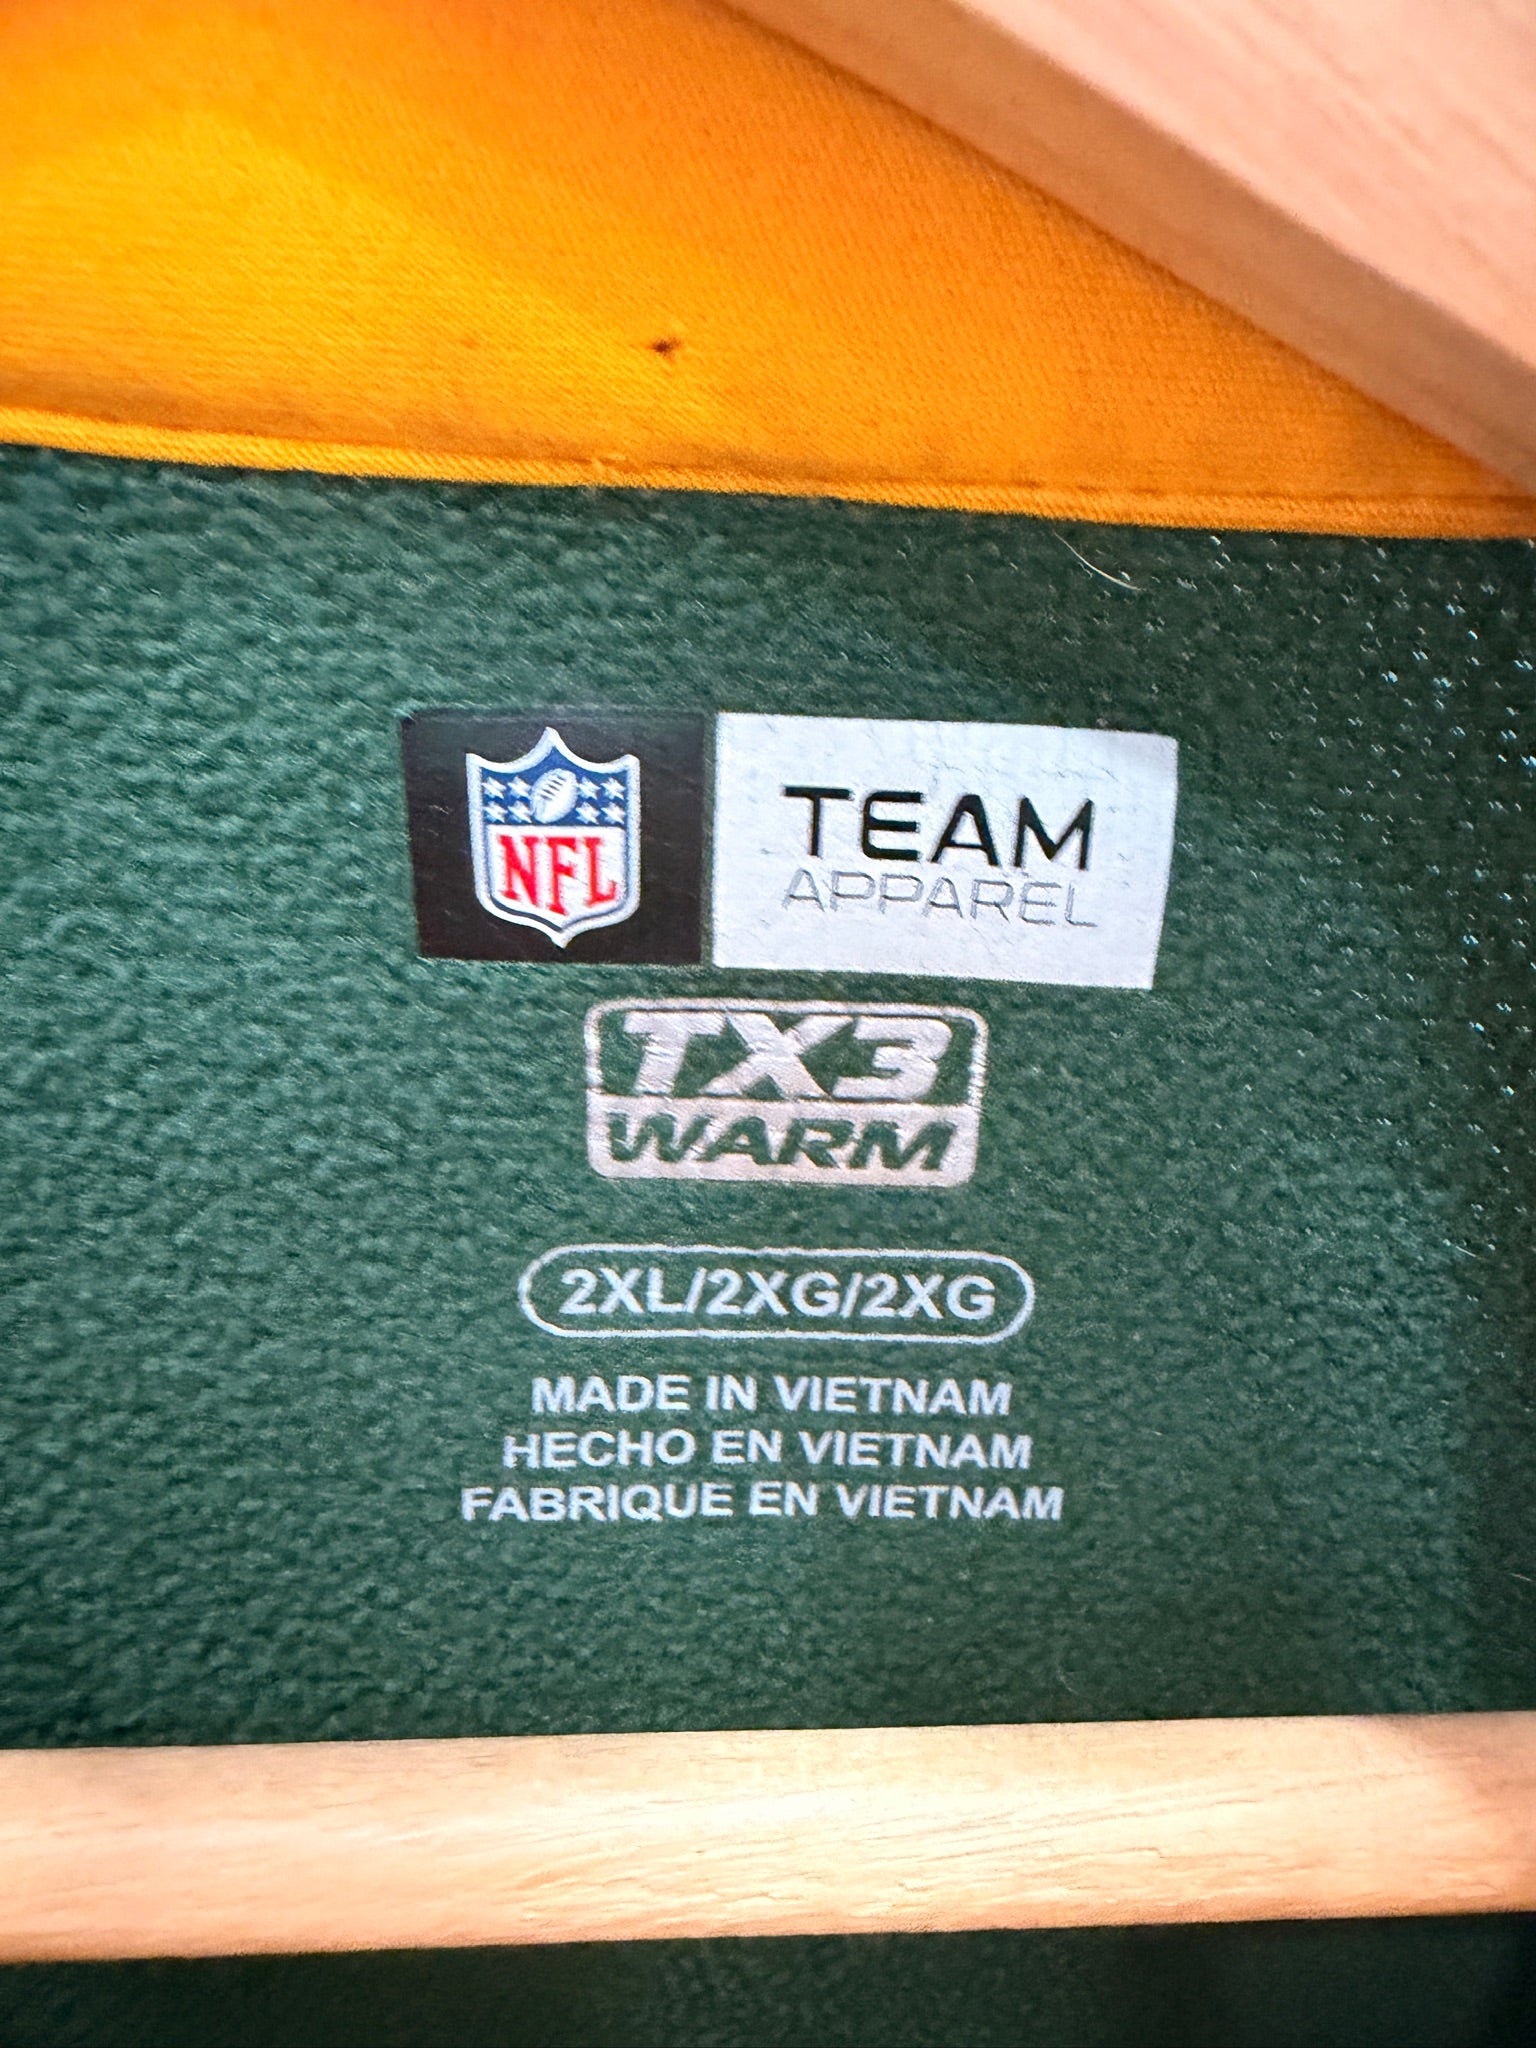 NFL
TEAM
APPAREL
TX3
WARM
2XL/2XG/2XG
MADE IN VIETNAM
HECHO EN VIETNAM
FABRIQUE EN VIETNAM